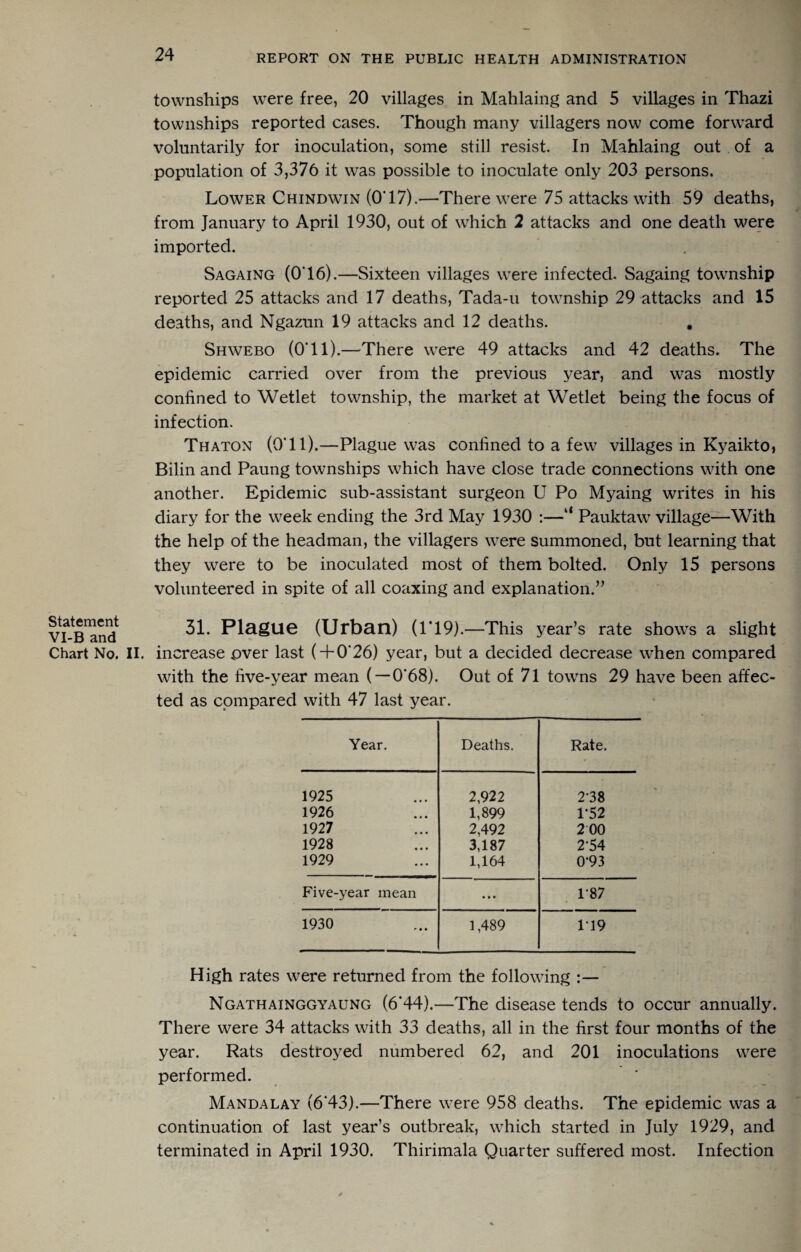 24
REPORT ON THE PUBLIC HEALTH ADMINISTRATION
townships were free, 20 villages in Mahlaing and 5 villages in Thazi
townships reported cases. Though many villagers now come forward
voluntarily for inoculation, some still resist. In Mahlaing out of a
population of 3,376 it was possible to inoculate only 203 persons.
Lower Chindwin (0·17).—There were 75 attacks with 59 deaths,
from January to April 1930, out of which 2 attacks and one death were
imported.
Sagaing (0·16).—Sixteen villages were infected. Sagaing township
reported 25 attacks and 17 deaths, Tada-u township 29 attacks and 15
deaths, and Ngazun 19 attacks and 12 deaths.
Shwebo (0·11).—There were 49 attacks and 42 deaths. The
epidemic carried over from the previous year, and was mostly
confined to Wetlet township, the market at Wetlet being the focus of
infection.
Thaton (0·11).—Plague was confined to a few villages in Kyaikto,
Bilin and Paung townships which have close trade connections with one
another. Epidemic sub-assistant surgeon U Po Myaing writes in his
diary for the week ending the 3rd May 1930 :—“ Pauktaw village—With
the help of the headman, the villagers were summoned, but learning that
they were to be inoculated most of them bolted. Only 15 persons
volunteered in spite of all coaxing and explanation.”
Statement
VI-B and
Chart No. II.
31. Plague (Urban) (1·19).—This year’s rate shows a slight
increase over last (+0·26) year, but a decided decrease when compared
with the five-year mean (—0·68). Out of 71 towns 29 have been affec-
ted as compared with 47 last year.
Year. Deaths. Rate.
1925 ... 2,922 2·38
1926 ... 1,899 1·52
1927 ... 2,492 2·00
1928 ... 3,187 2·54
1929 ... 1,164 0·93
Five-year mean ... 1·87
1930 ... 1,489 1·19
High rates were returned from the following :—
Ngathainggyaung (6·44).—The disease tends to occur annually.
There were 34 attacks with 33 deaths, all in the first four months of the
year. Rats destroyed numbered 62, and 201 inoculations were
performed.
Mandalay (6·43).—There were 958 deaths. The epidemic was a
continuation of last year’s outbreak, which started in July 1929, and
terminated in April 1930. Thirimala Quarter suffered most. Infection